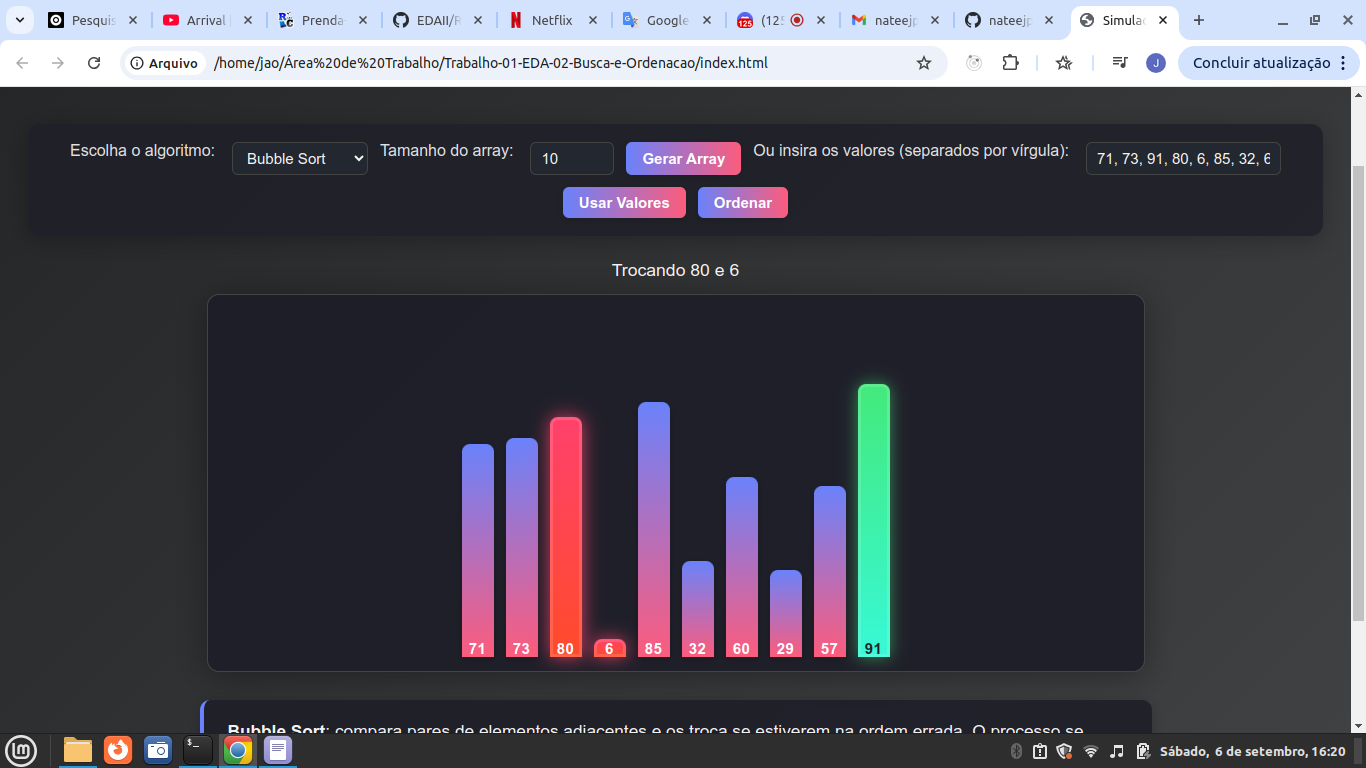 Pesquis
Arrival
Prenda
EDAII/R
Netflix
Google
(125
nateejp
nateejp
Simulac
Arquivo
/home/jao/Área%20de%20Trabalho/Trabalho-01-EDA-02-Busca-e-Ordenacao/index.html
J
Concluir atualização
Escolha o algoritmo:
Bubble Sort
Tamanho do array:
10
Gerar Array
Ou insira os valores (separados por vírgula):
71, 73, 91, 80, 6, 85, 32, 6
Usar Valores
Ordenar
Trocando 80 e 6
71 73 80 6 85 32 60 29 57 91
Bubble Sort: compara pares de elementos adjacentes e os troca se estiverem na ordem errada. O processo se
Sábado, 6 de setembro, 16:20